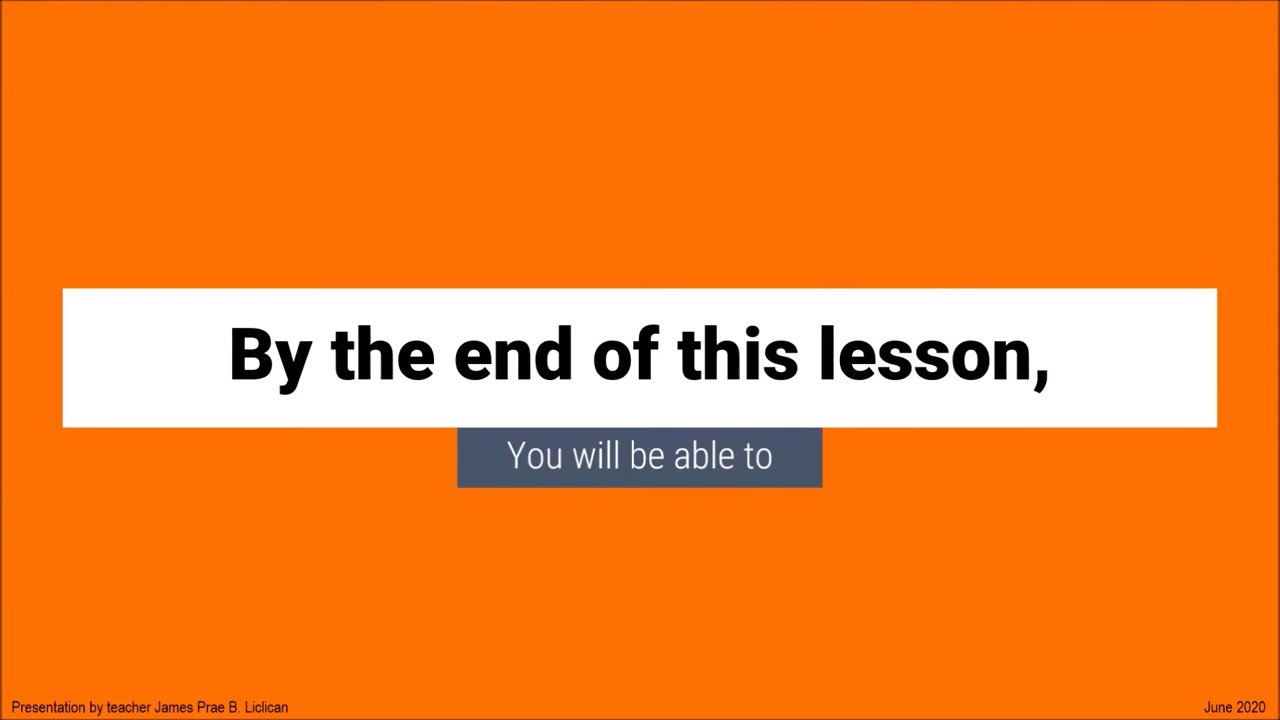 By the end of this lesson,
You will be able to
Presentation by teacher James Prae B. Liclican
June 2020